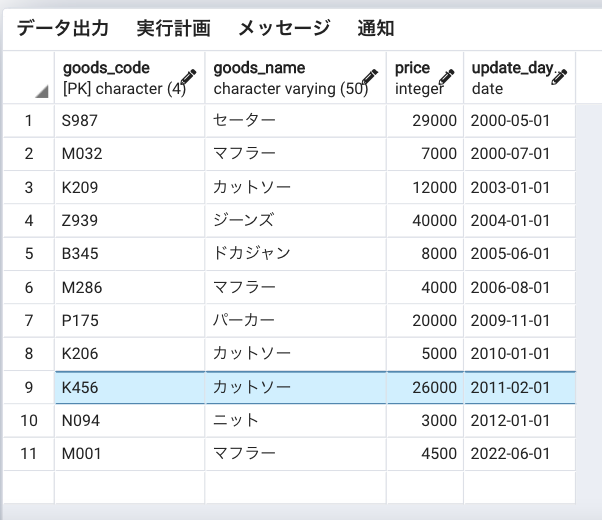 データ出力 実行計画 メッセージ 通知
goods_code goods_name price update_day...
[PK] character (4) character varying (50) integer date
1 S987 セーター 29000 2000-05-01
2 M032 マフラー 7000 2000-07-01
3 K209 カットソー 12000 2003-01-01
4 Z939 ジーンズ 40000 2004-01-01
5 B345 ドカジャン 8000 2005-06-01
6 M286 マフラー 4000 2006-08-01
7 P175 パーカー 20000 2009-11-01
8 K206 カットソー 5000 2010-01-01
9 K456 カットソー 26000 2011-02-01
10 N094 ニット 3000 2012-01-01
11 M001 マフラー 4500 2022-06-01